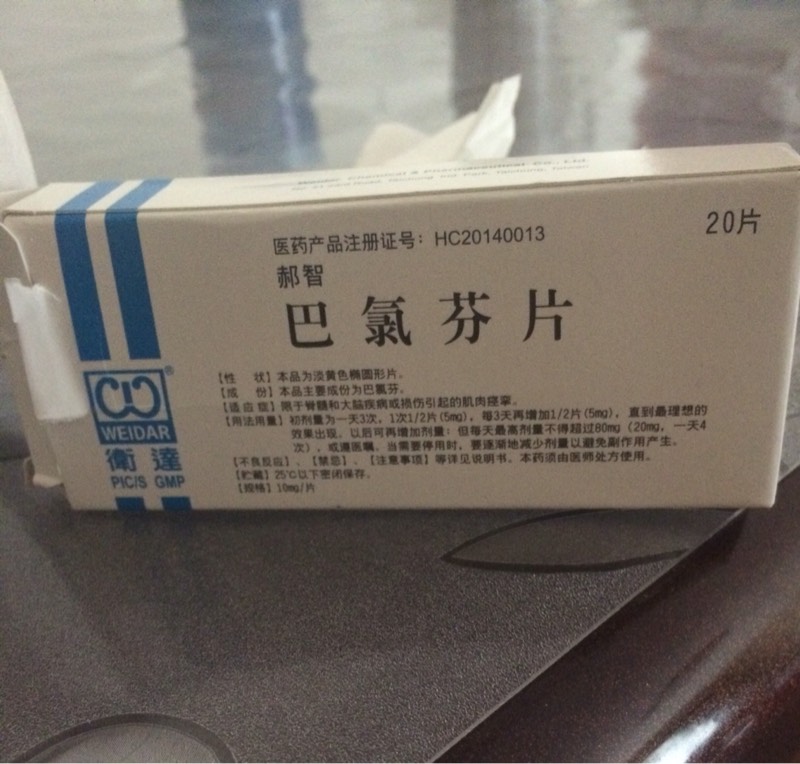 Weidar Chemical & Pharmaceutical Co., Ltd.
医药产品注册证号：HC20140013
20片
郝智
巴氯芬片
【性 状】本品为淡黄色椭圆形片。
【成 份】本品主要成份为巴氯芬。
【适应症】限于脊髓和大脑疾病或损伤引起的肌肉痉挛。
【用法用量】初剂量为一天3次，1次1/2片(5mg)，每3天再增加1/2片(5mg)，直到最理想的
效果出现，以后可再增加剂量：但每天最高剂量不得超过80mg (20mg，一天4
次)，或遵医嘱。当需要停用时，要逐渐地减少剂量以避免副作用产生。
【不良反应】、【禁忌】、【注意事项】等详见说明书。本药须由医师处方使用。
【贮藏】25℃以下密闭保存。
【规格】10mg/片
®
WEIDAR
衛達
PIC/S GMP